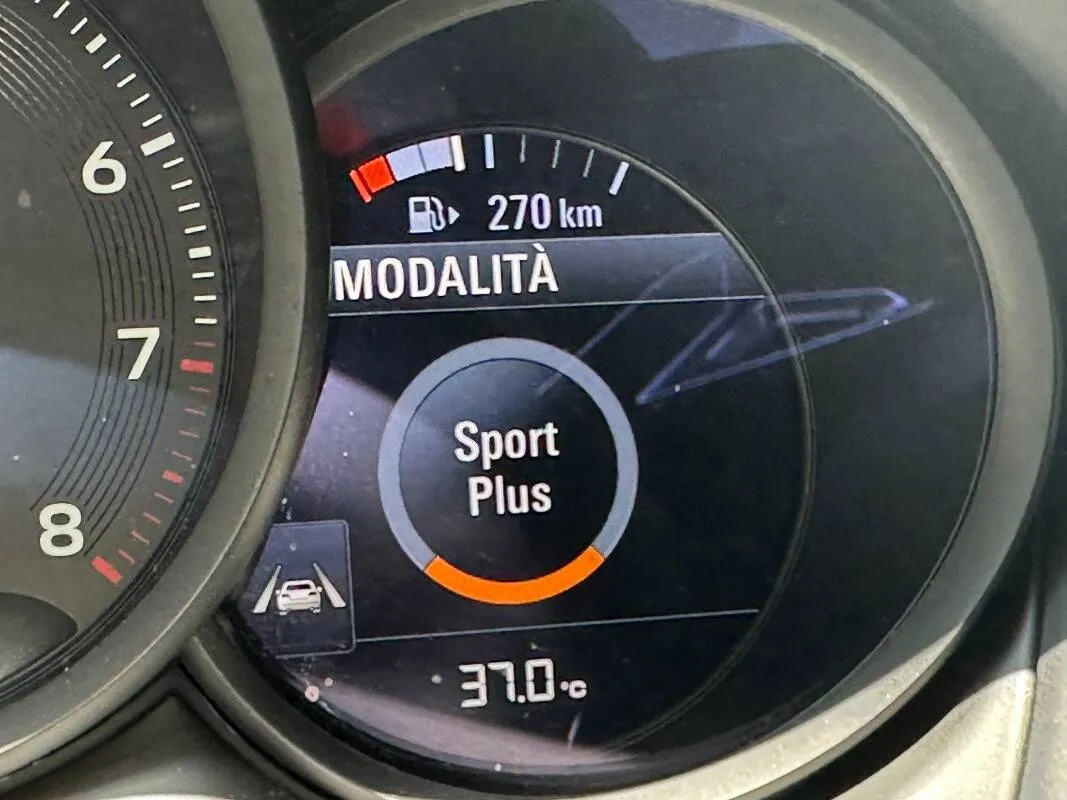 6
7
8
270 km
MODALITÀ
Sport
Plus
37.0°C